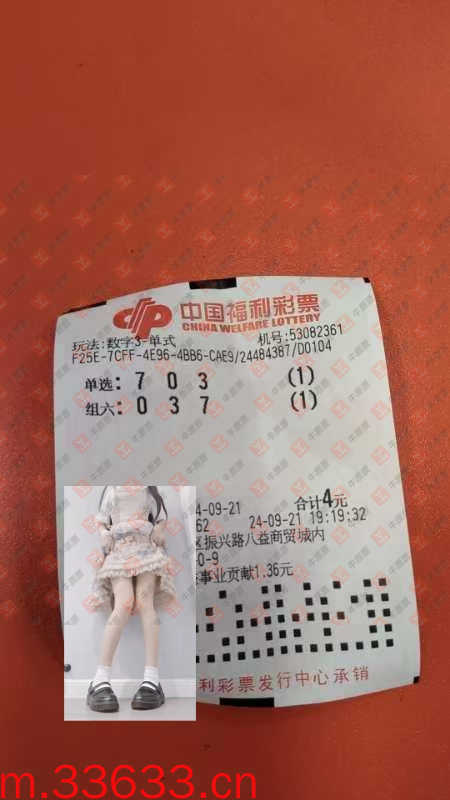 中国福利彩票
CHINA WELFARE LOTTERY
玩法:数字3-单式 机号:53082361
F25E-7CFF-4E96-4BB6-CAE9/24484387/D0104
单选: 7 0 3 (1)
组六: 0 3 7 (1)
4-09-21 合计4元
62 24-09-21 19:19:32
区振兴路八益商贸城内
0-9
事业贡献1.36元
利彩票发行中心承销
m.33633.cn